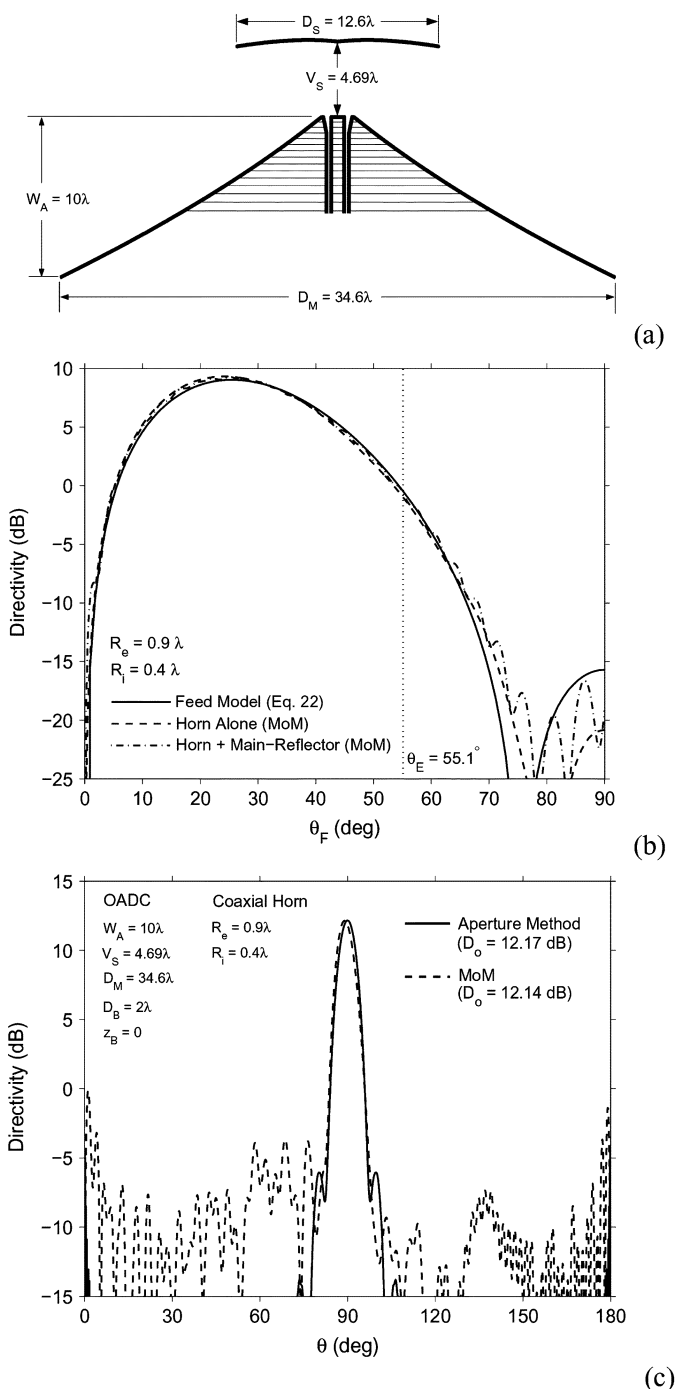 D_S = 12.6λ
V_S = 4.69λ
W_A = 10λ
D_M = 34.6λ
(a)
10
5
0
−5
−10
−15
−20
−25
Directivity (dB)
R_e = 0.9 λ
R_i = 0.4 λ
Feed Model (Eq. 22)
Horn Alone (MoM)
Horn + Main−Reflector (MoM)
θ_E = 55.1°
0 10 20 30 40 50 60 70 80 90
θ_F (deg)
(b)
15
10
5
0
−5
−10
−15
Directivity (dB)
OADC
W_A = 10λ
V_S = 4.69λ
D_M = 34.6λ
D_B = 2λ
z_B = 0
Coaxial Horn
R_e = 0.9λ
R_i = 0.4λ
Aperture Method
(D_o = 12.17 dB)
MoM
(D_o = 12.14 dB)
0 30 60 90 120 150 180
θ (deg)
(c)